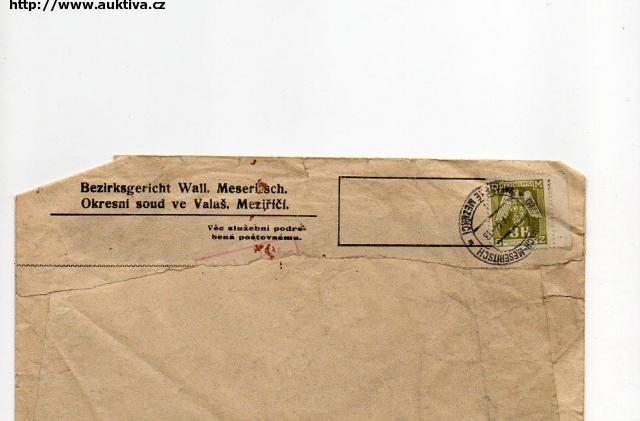 http://www.auktiva.cz
Bezirksgericht Wall. Meseritsch.
Okresní soud ve Valaš. Meziříčí.
Věc služební podro-
bená poštovnému.